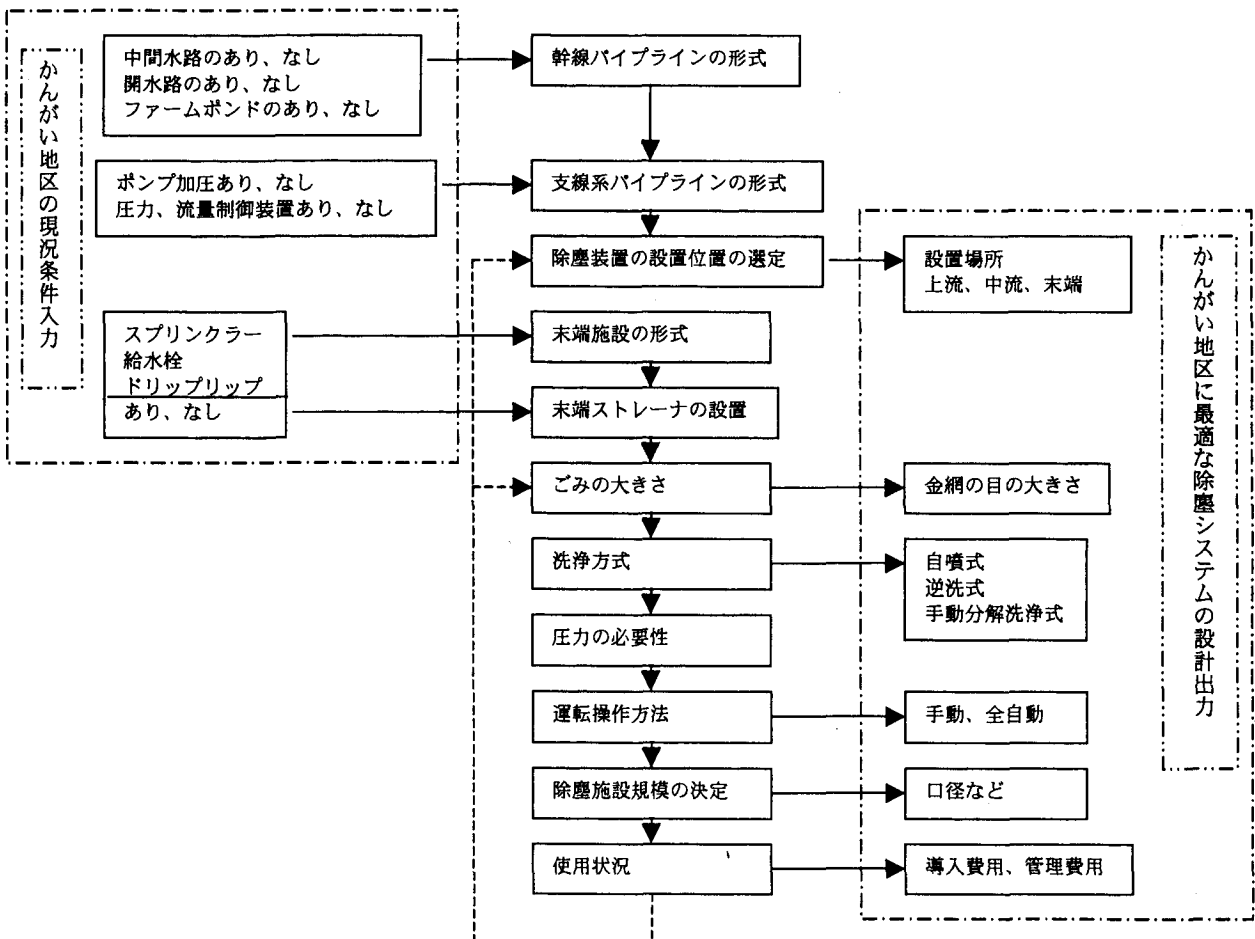 かんがい地区の現況条件入力
中間水路のあり、なし
開水路のあり、なし
ファームポンドのあり、なし
ポンプ加圧あり、なし
圧力、流量制御装置あり、なし
スプリンクラー
給水栓
ドリップリップ
あり、なし
幹線パイプラインの形式
支線系パイプラインの形式
除塵装置の設置位置の選定
末端施設の形式
末端ストレーナの設置
ごみの大きさ
洗浄方式
圧力の必要性
運転操作方法
除塵施設規模の決定
使用状況
設置場所
上流、中流、末端
金網の目の大きさ
自噴式
逆洗式
手動分解洗浄式
手動、全自動
口径など
導入費用、管理費用
かんがい地区に最適な除塵システムの設計出力